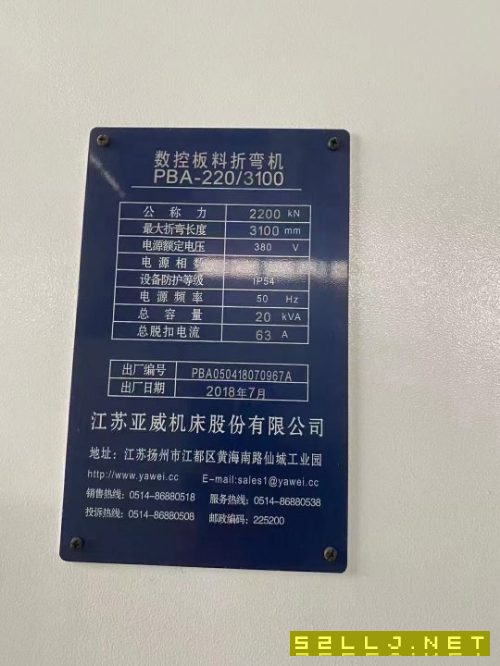 数控板料折弯机
PBA-220/3100
公称力 2200 kN
最大折弯长度 3100 mm
电源额定电压 380 V
电源相数
设备防护等级 IP54
电源频率 50 Hz
总容量 20 kVA
总脱扣电流 63 A
出厂编号 PBA050418070967A
出厂日期 2018年7月
江苏亚威机床股份有限公司
地址：江苏扬州市江都区黄海南路仙城工业园
http://www.yawei.cc E-mail:sales1@yawei.cc
销售热线：0514-86880518 服务热线：0514-86880538
投诉热线：0514-86880508 邮政编码：225200
52LLJ.NET